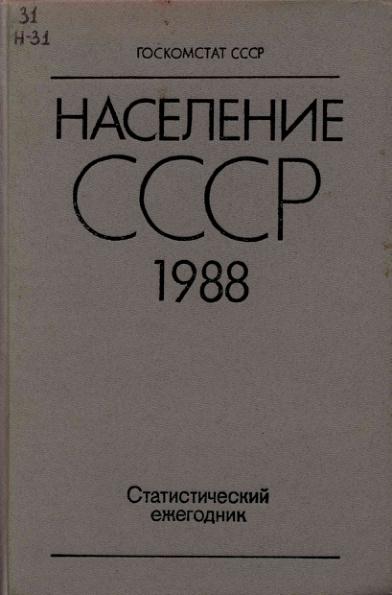 31
Н-31
ГОСКОМСТАТ СССР
НАСЕЛЕНИЕ
СССР
1988
Статистический
ежегодник